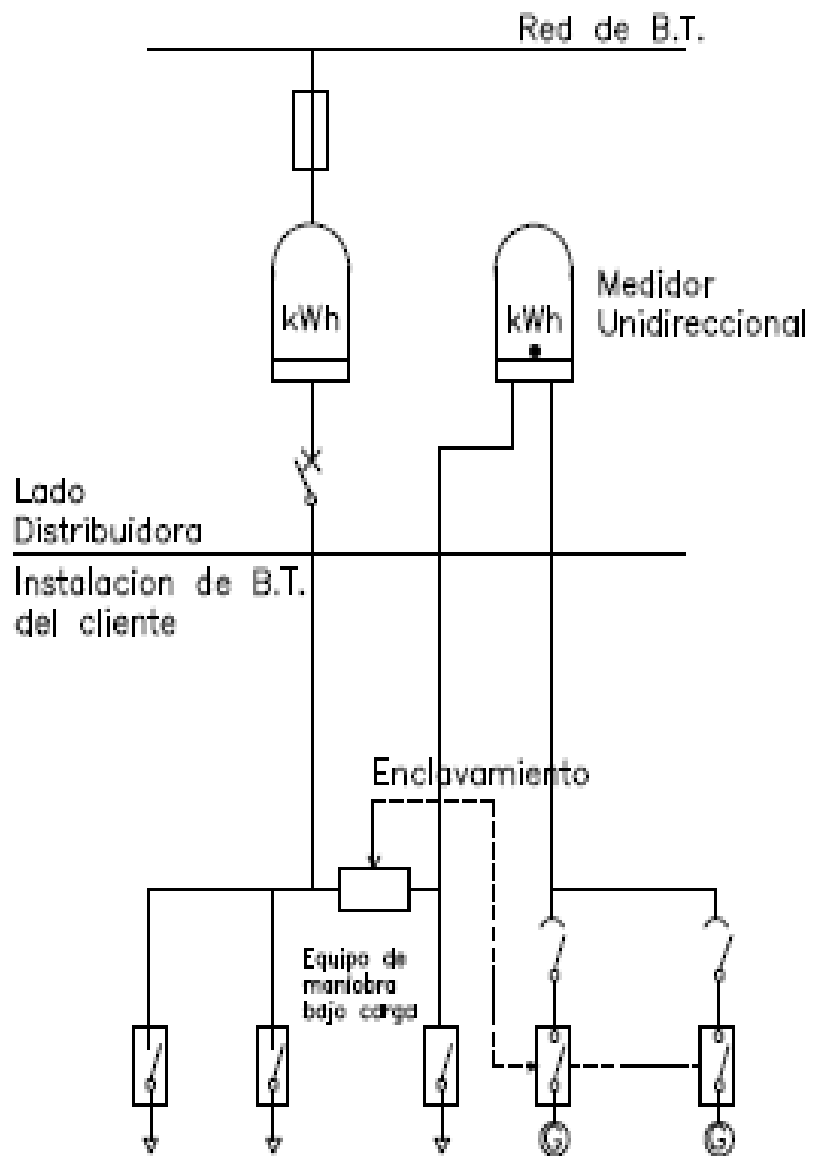 Red de B.T.
kWh
kWh
Medidor
Unidireccional
Lado
Distribuidora
Instalacion de B.T.
del cliente
Enclavamiento
Equipo de
maniobra
bajo carga
G
G